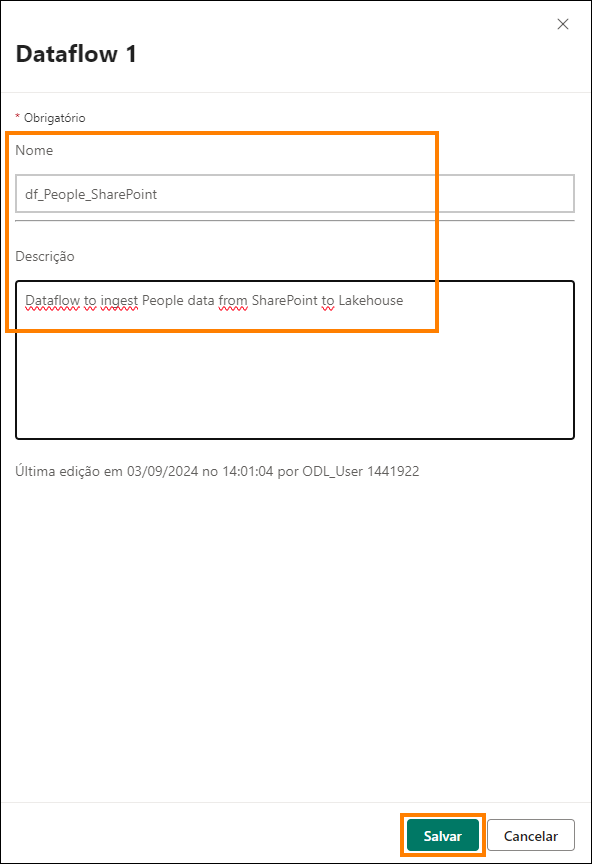 Dataflow 1
* Obrigatório
Nome
df_People_SharePoint
Descrição
Dataflow to ingest People data from SharePoint to Lakehouse
Última edição em 03/09/2024 no 14:01:04 por ODL_User 1441922
Salvar Cancelar